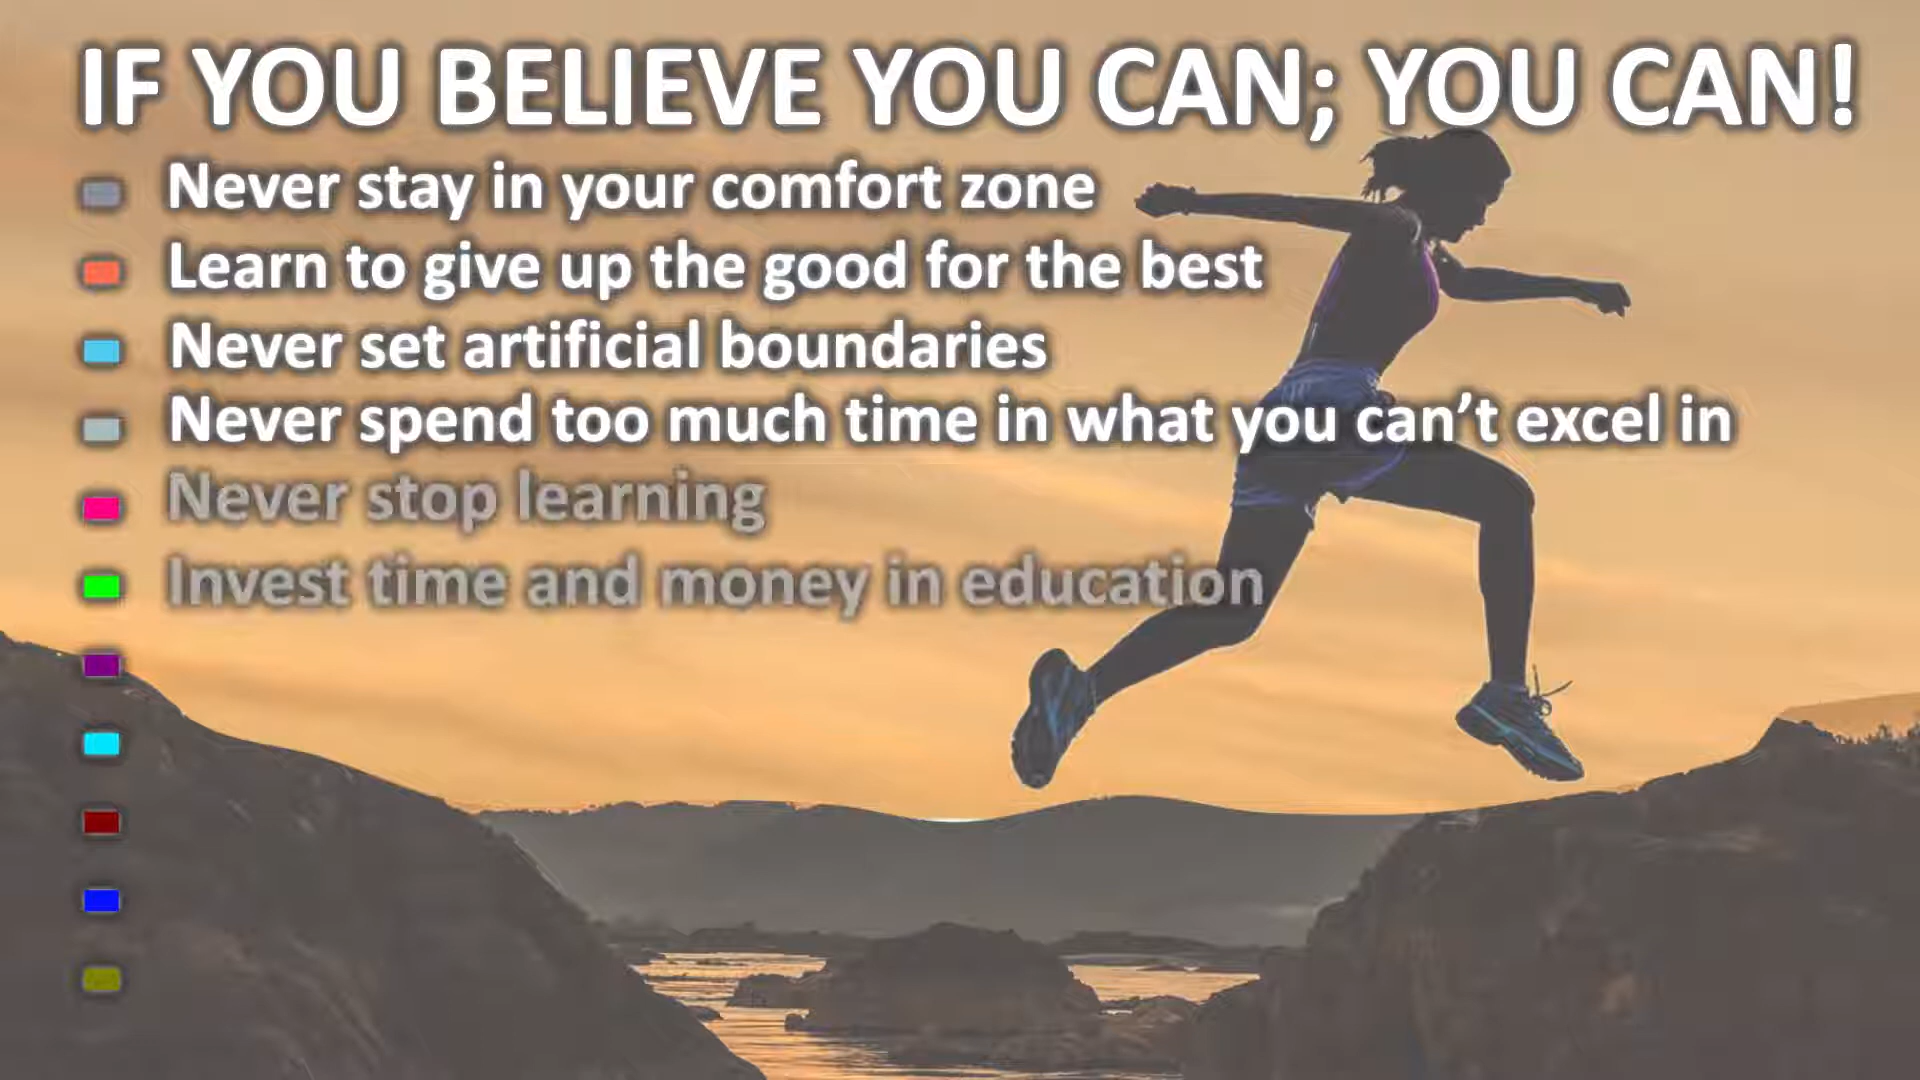 IF YOU BELIEVE YOU CAN; YOU CAN!
Never stay in your comfort zone
Learn to give up the good for the best
Never set artificial boundaries
Never spend too much time in what you can’t excel in
Never stop learning
Invest time and money in education